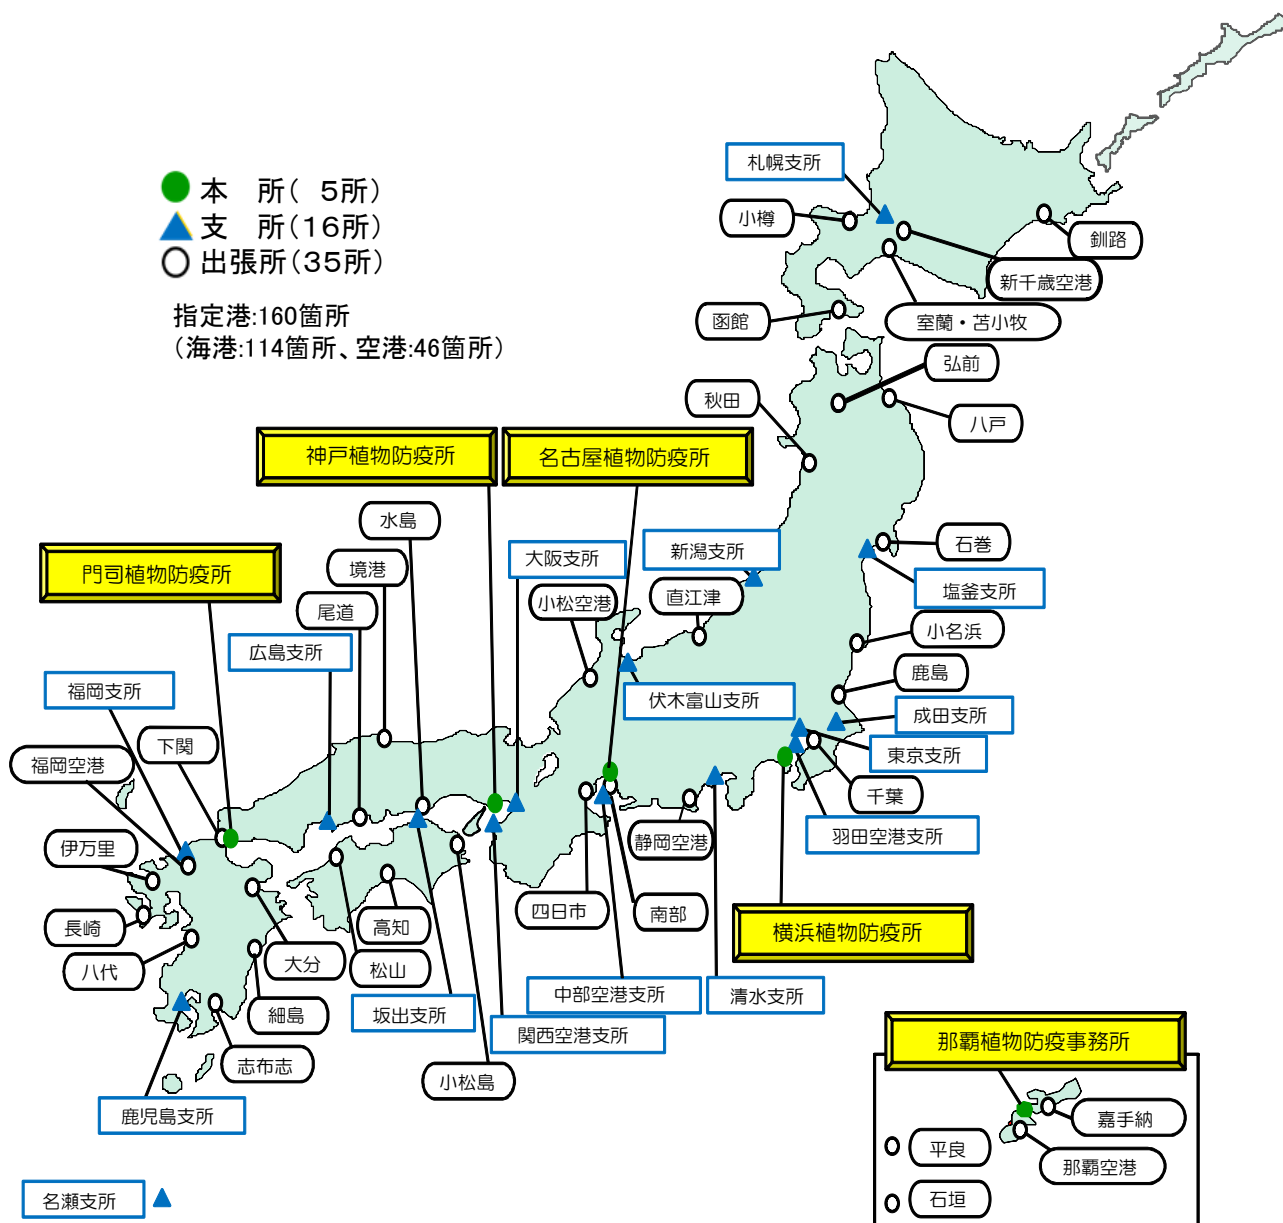 本　所（　5所）
支　所（16所）
出張所（35所）
指定港:160箇所
（海港:114箇所、空港:46箇所）
札幌支所
小樽
釧路
新千歳空港
函館
室蘭・苫小牧
弘前
秋田
八戸
神戸植物防疫所
名古屋植物防疫所
水島
石巻
大阪支所
新潟支所
門司植物防疫所
境港
塩釜支所
小松空港
直江津
尾道
小名浜
広島支所
福岡支所
伏木富山支所
鹿島
成田支所
下関
東京支所
福岡空港
千葉
静岡空港
羽田空港支所
伊万里
四日市
南部
長崎
高知
横浜植物防疫所
八代
大分
松山
中部空港支所
清水支所
細島
坂出支所
関西空港支所
那覇植物防疫事務所
志布志
小松島
鹿児島支所
嘉手納
平良
那覇空港
名瀬支所
石垣